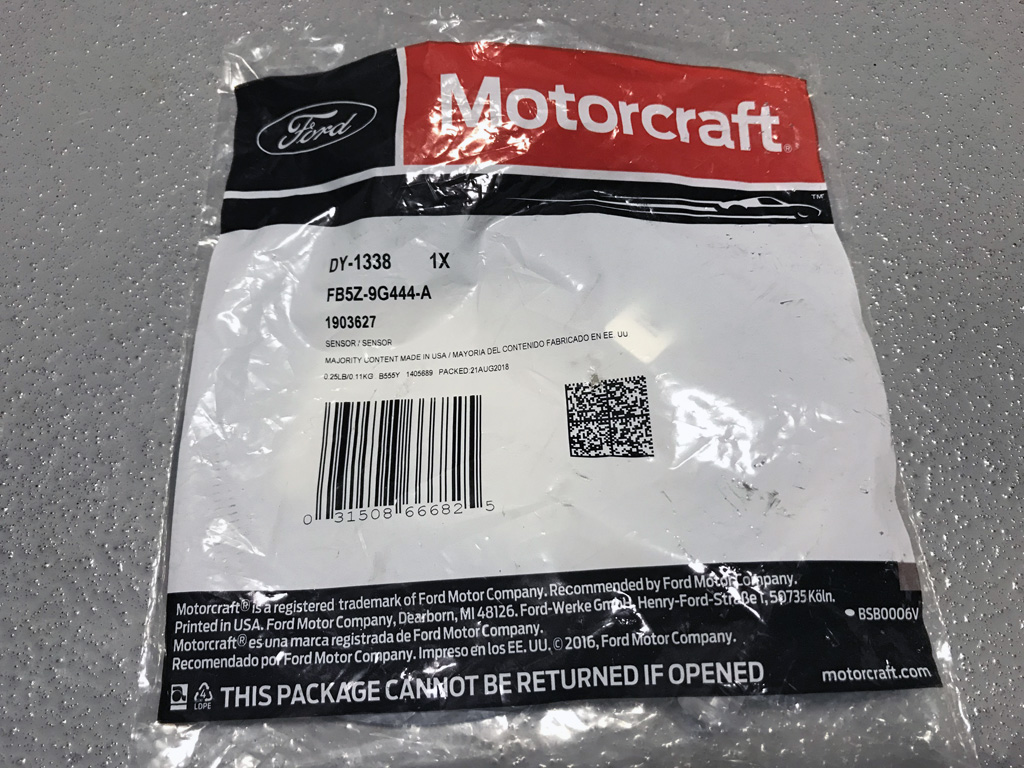 Ford
Motorcraft®
TM
DY-1338 1X
FB5Z-9G444-A
1903627
SENSOR / SENSOR
MAJORITY CONTENT MADE IN USA / MAYORIA DEL CONTENIDO FABRICADO EN EE UU
0.25LB/0.11KG B555Y 1405689 PACKED:21AUG2018
0 31508 66682 5
Motorcraft® is a registered trademark of Ford Motor Company. Recommended by Ford Motor Company.
Printed in USA. Ford Motor Company, Dearborn, MI 48126. Ford-Werke GmbH, Henry-Ford-Straße 1, 50735 Köln.
Motorcraft® es una marca registrada de Ford Motor Company.
BSB0006V
Recomendado por Ford Motor Company. Impreso en los EE. UU. © 2016, Ford Motor Company.
4
LDPE
THIS PACKAGE CANNOT BE RETURNED IF OPENED
motorcraft.com